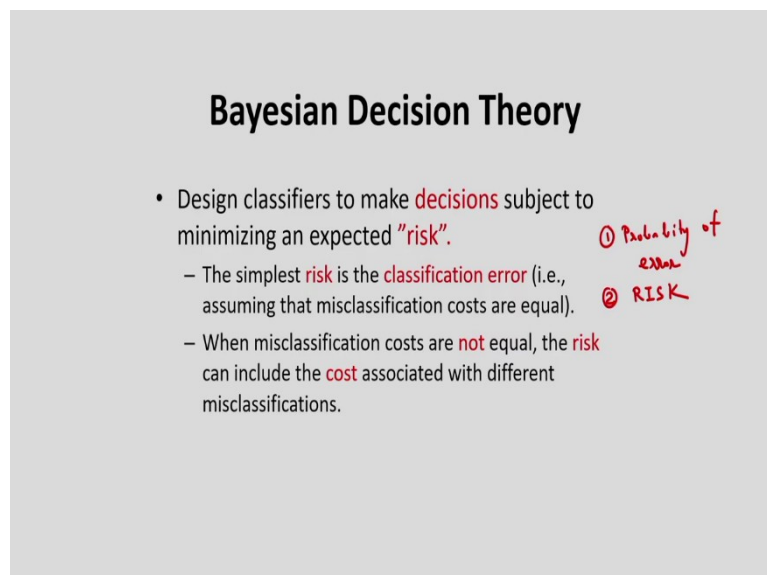 Bayesian Decision Theory
• Design classifiers to make decisions subject to
minimizing an expected ”risk”.
– The simplest risk is the classification error (i.e.,
assuming that misclassification costs are equal).
– When misclassification costs are not equal, the risk
can include the cost associated with different
misclassifications.
① Probability of
error
② RISK